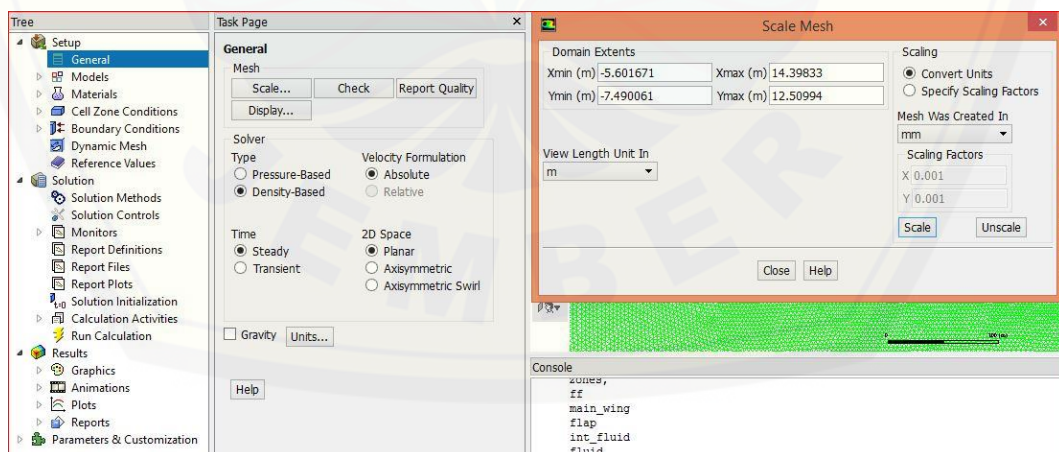 Tree
Setup
General
Models
Materials
Cell Zone Conditions
Boundary Conditions
Dynamic Mesh
Reference Values
Solution
Solution Methods
Solution Controls
Monitors
Report Definitions
Report Files
Report Plots
t=0 Solution Initialization
Calculation Activities
Run Calculation
Results
Graphics
Animations
Plots
Reports
Parameters & Customization
Task Page
General
Mesh
Scale... Check Report Quality
Display...
Solver
Type Velocity Formulation
Pressure-Based Absolute
Density-Based Relative
Time 2D Space
Steady Planar
Transient Axisymmetric
Axisymmetric Swirl
Gravity Units...
Help
Scale Mesh
Domain Extents
Xmin (m) -5.601671 Xmax (m) 14.39833
Ymin (m) -7.490061 Ymax (m) 12.50994
View Length Unit In
m
Scaling
Convert Units
Specify Scaling Factors
Mesh Was Created In
mm
Scaling Factors
X 0.001
Y 0.001
Scale Unscale
Close Help
Console
zones,
ff
main_wing
flap
int_fluid
fluid
JEMBER